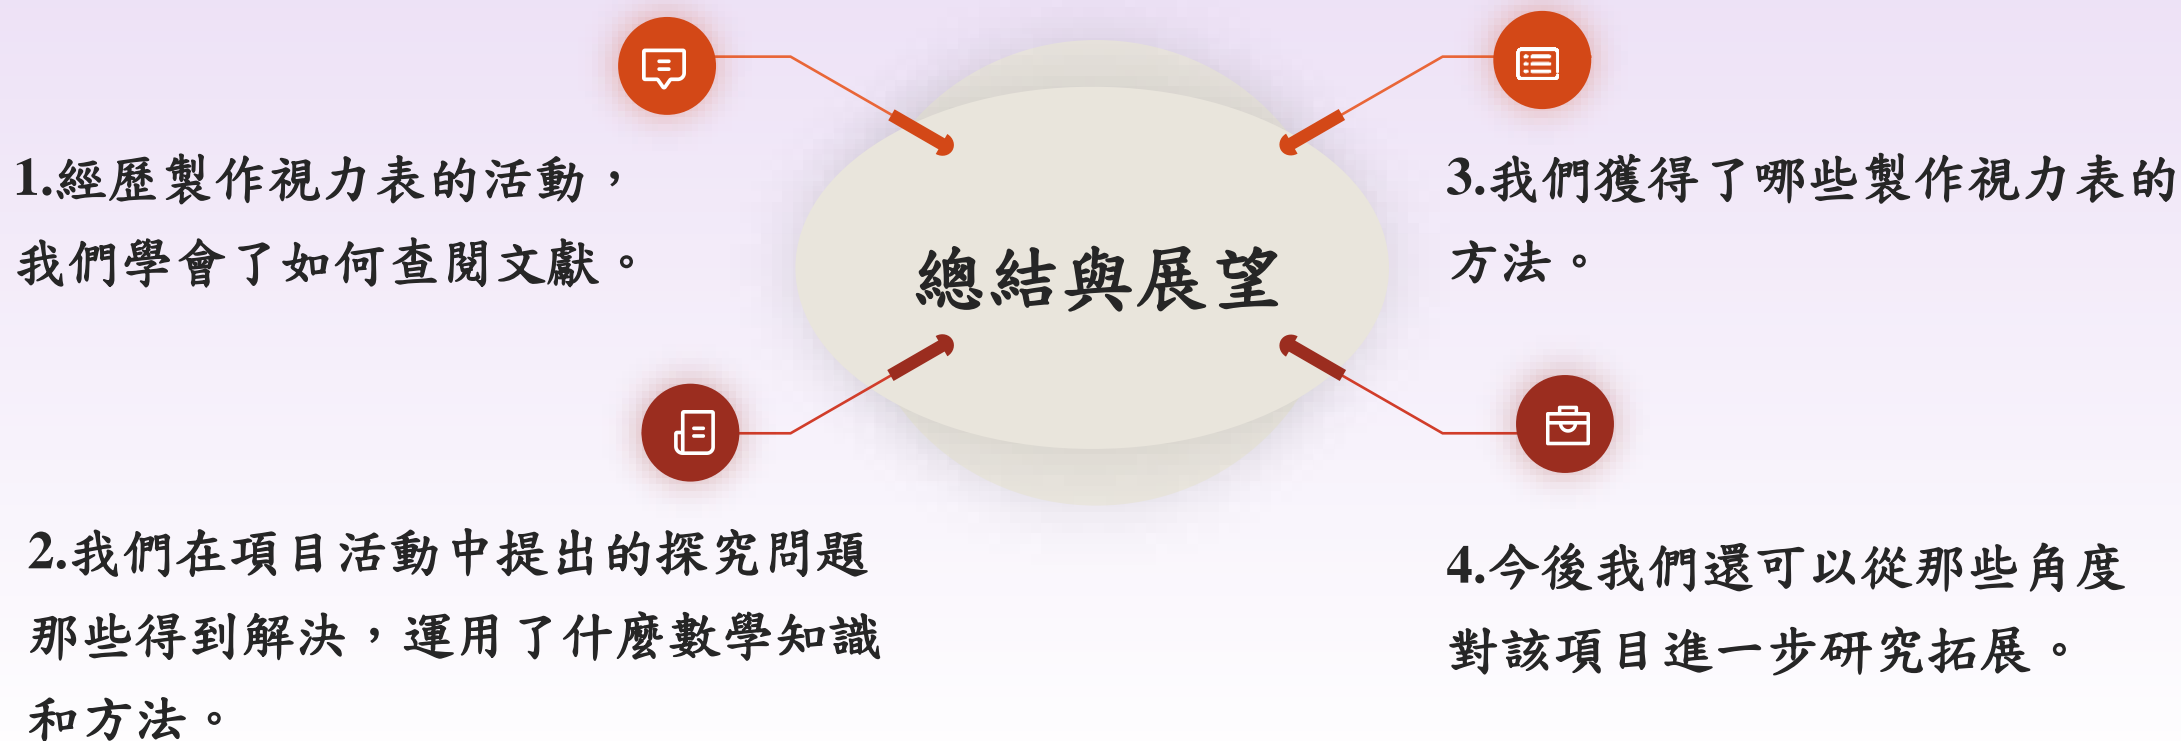 1.經歷製作視力表的活動，
我們學會了如何查閱文獻。
2.我們在項目活動中提出的探究問題
那些得到解決，運用了什麼數學知識
和方法。
總結與展望
3.我們獲得了哪些製作視力表的
方法。
4.今後我們還可以從那些角度
對該項目進一步研究拓展。